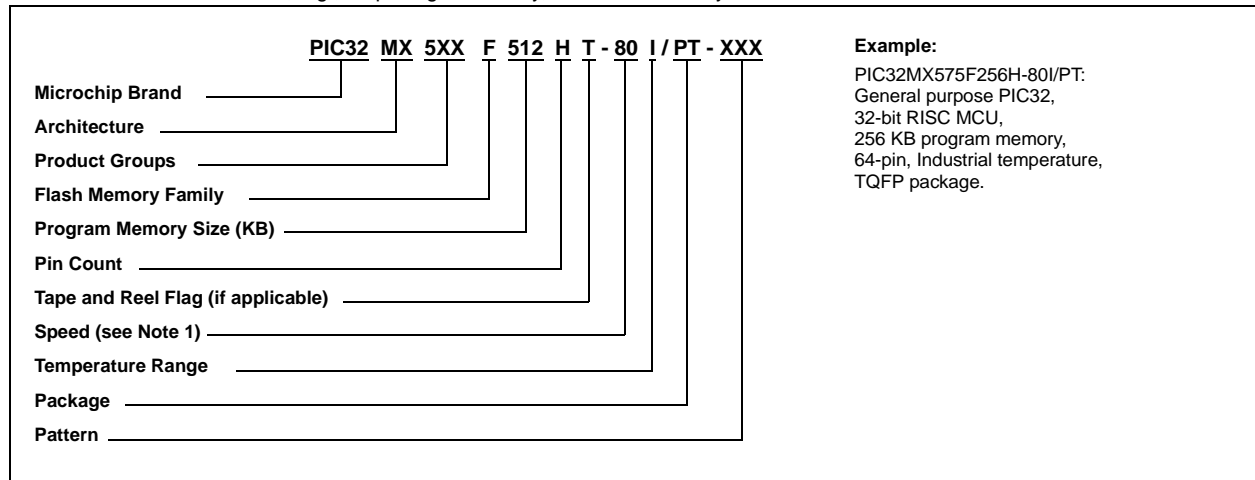 PIC32 MX 5XX F 512 H T - 80 I / PT - XXX
Microchip Brand
Architecture
Product Groups
Flash Memory Family
Program Memory Size (KB)
Pin Count
Tape and Reel Flag (if applicable)
Speed (see Note 1)
Temperature Range
Package
Pattern
Example:
PIC32MX575F256H-80I/PT:
General purpose PIC32,
32-bit RISC MCU,
256 KB program memory,
64-pin, Industrial temperature,
TQFP package.